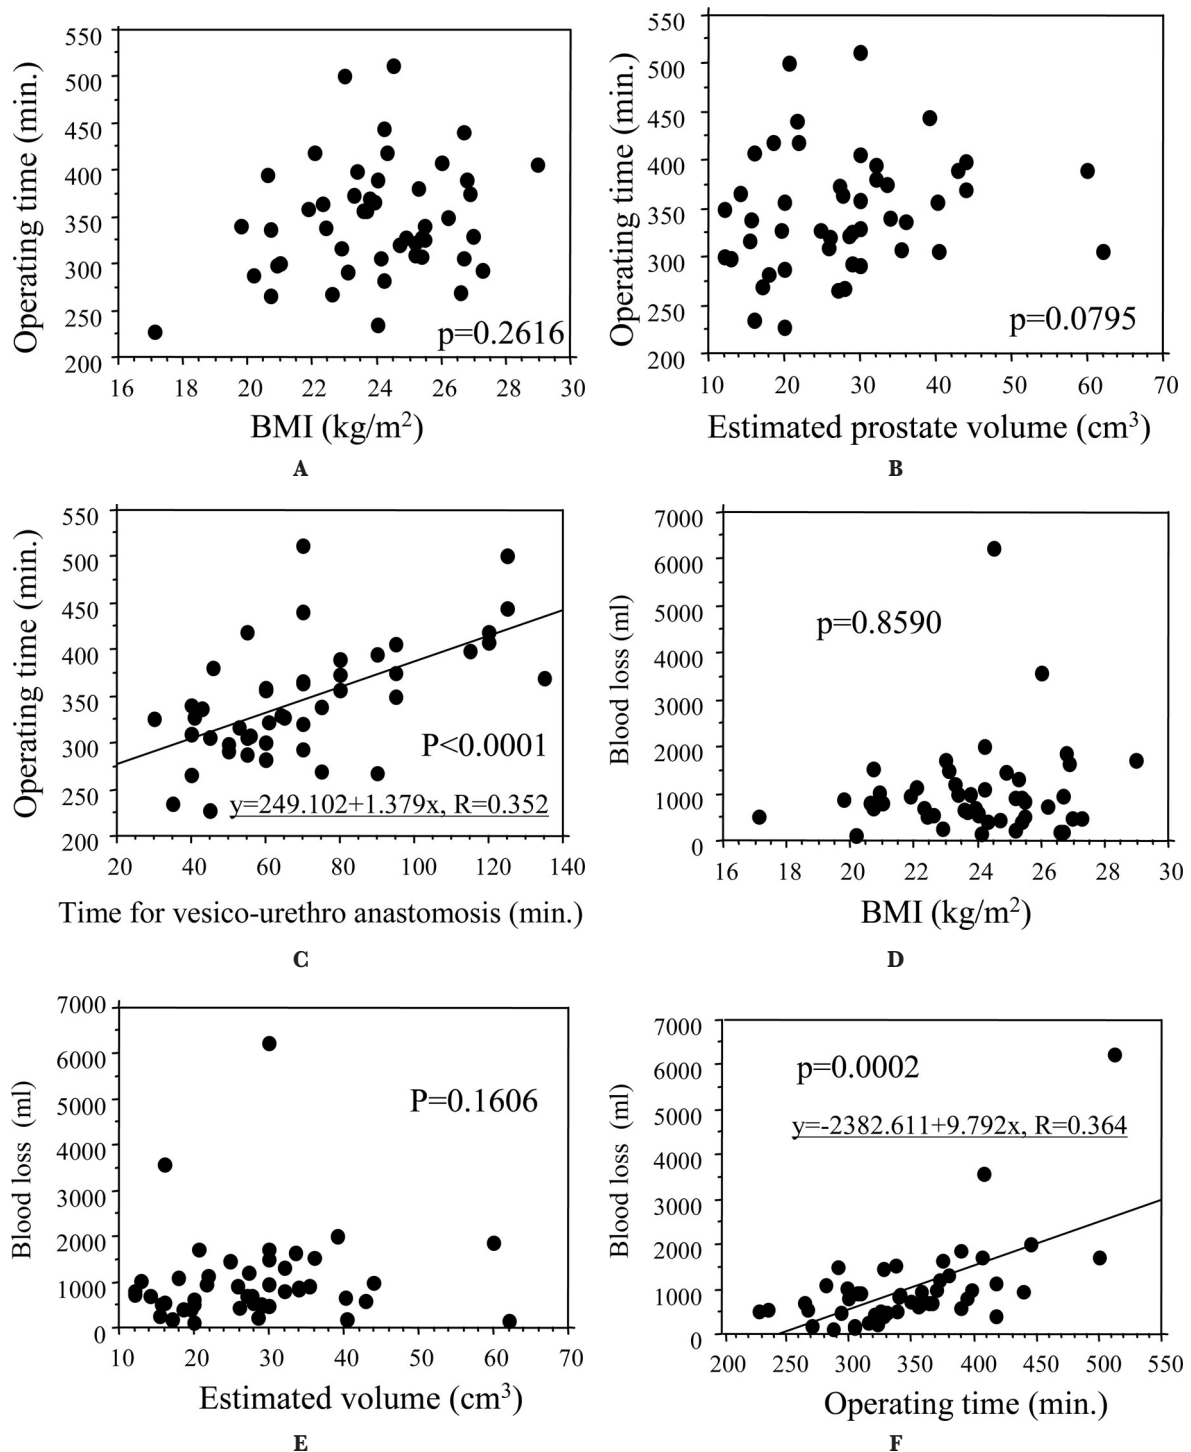 550
500
450
400
350
300
250
200
Operating time (min.)
p=0.2616
16 18 20 22 24 26 28 30
BMI (kg/m²)
A
550
500
450
400
350
300
250
200
Operating time (min.)
p=0.0795
10 20 30 40 50 60 70
Estimated prostate volume (cm³)
B
550
500
450
400
350
300
250
200
Operating time (min.)
P<0.0001
y=249.102+1.379x, R=0.352
20 40 60 80 100 120 140
Time for vesico-urethro anastomosis (min.)
C
7000
6000
5000
4000
3000
2000
1000
0
Blood loss (ml)
p=0.8590
16 18 20 22 24 26 28 30
BMI (kg/m²)
D
7000
6000
5000
4000
3000
2000
1000
0
Blood loss (ml)
P=0.1606
10 20 30 40 50 60 70
Estimated volume (cm³)
E
7000
6000
5000
4000
3000
2000
1000
0
Blood loss (ml)
p=0.0002
y=-2382.611+9.792x, R=0.364
200 250 300 350 400 450 500 550
Operating time (min.)
F